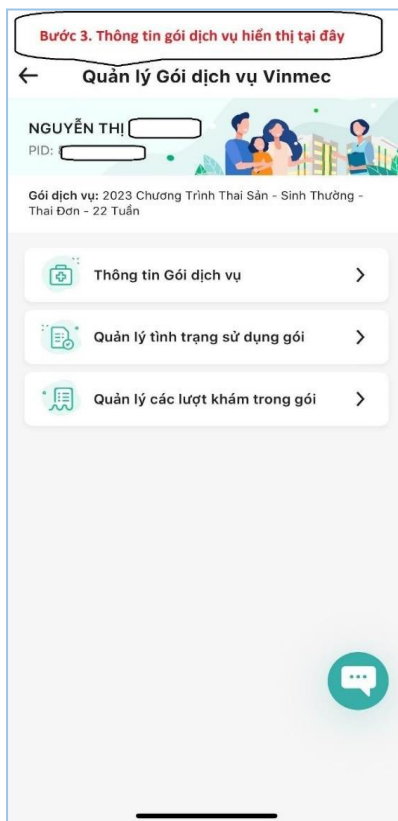 Bước 3. Thông tin gói dịch vụ hiển thị tại đây
Quản lý Gói dịch vụ Vinmec
NGUYỄN THỊ
PID:
Gói dịch vụ: 2023 Chương Trình Thai Sản - Sinh Thường -
Thai Đơn - 22 Tuần
Thông tin Gói dịch vụ
Quản lý tình trạng sử dụng gói
Quản lý các lượt khám trong gói